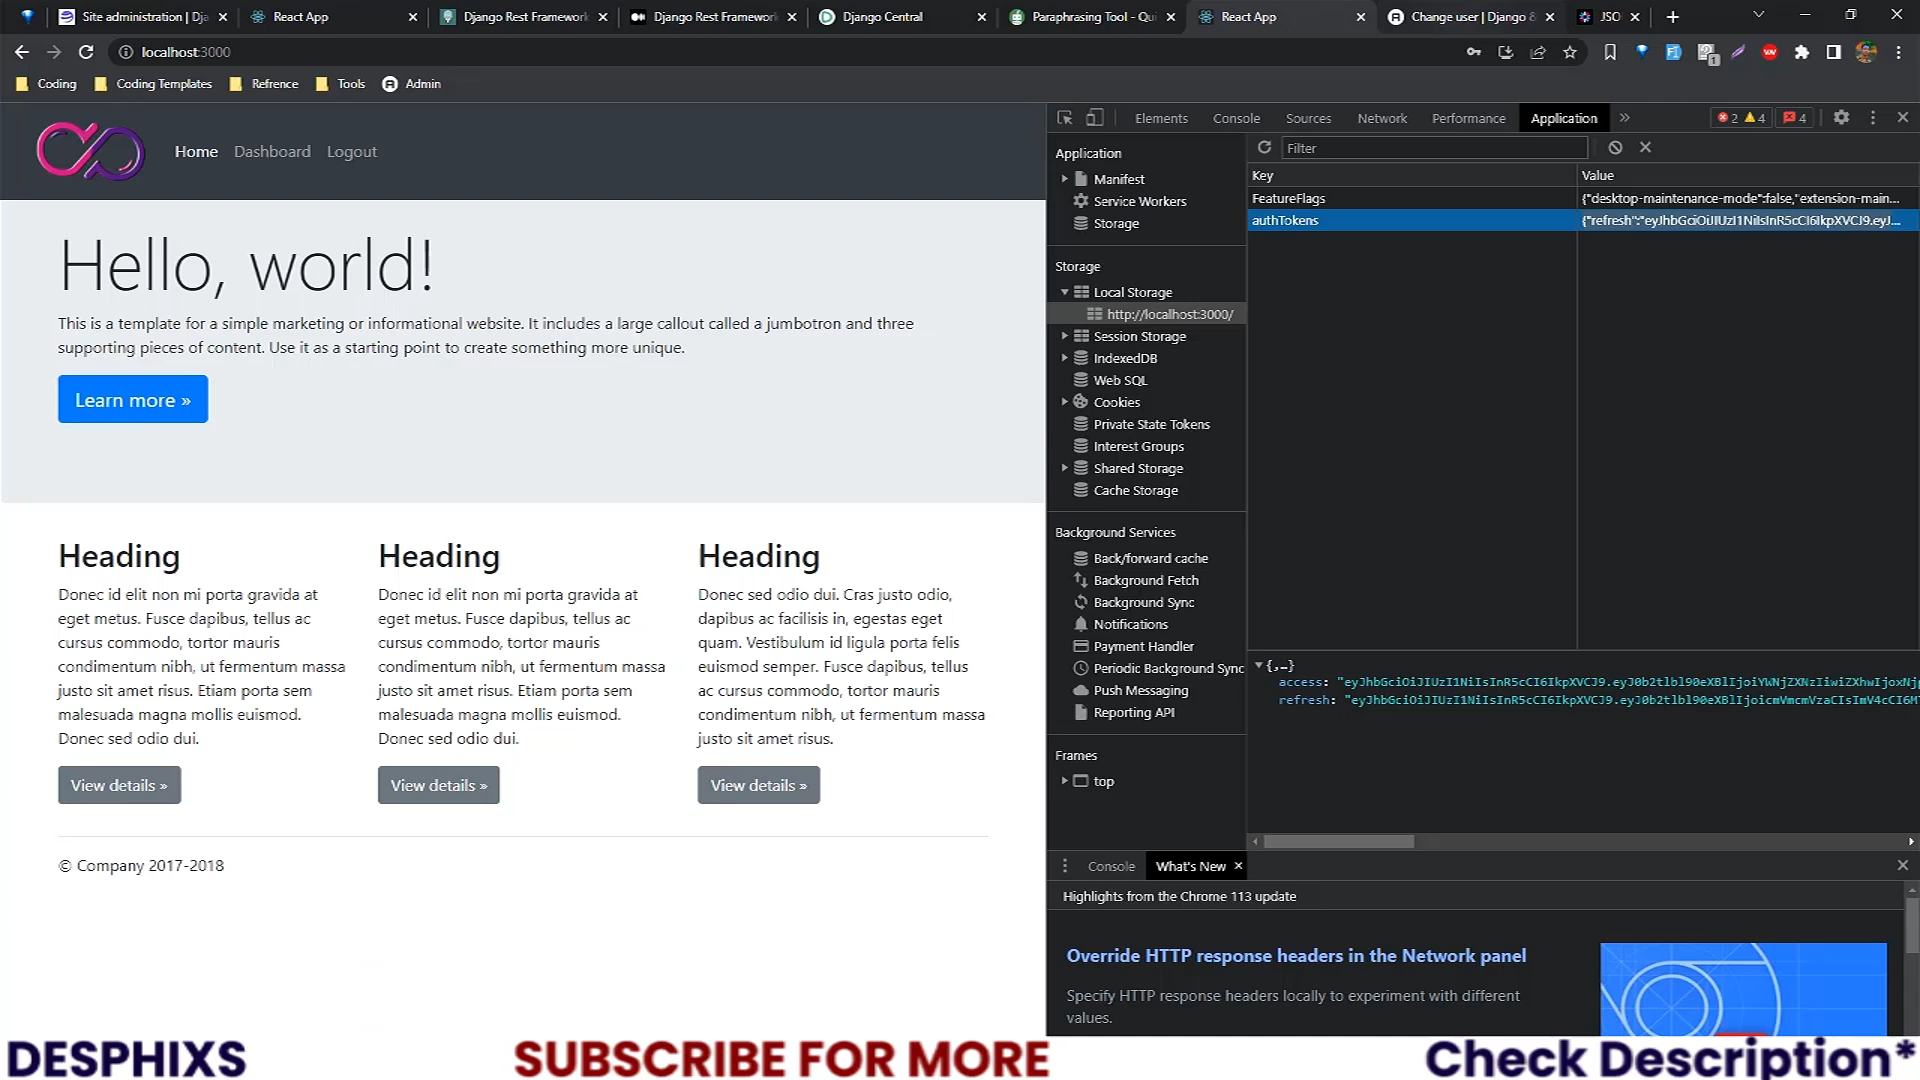 Site administration | Dja
React App
Django Rest Framework
Django Rest Framework
Django Central
Paraphrasing Tool - Qui
React App
Change user | Django
JSO
localhost:3000
Coding
Coding Templates
Refrence
Tools
Admin
Home
Dashboard
Logout
Hello, world!
This is a template for a simple marketing or informational website. It includes a large callout called a jumbotron and three
supporting pieces of content. Use it as a starting point to create something more unique.
Learn more »
Heading
Donec id elit non mi porta gravida at
eget metus. Fusce dapibus, tellus ac
cursus commodo, tortor mauris
condimentum nibh, ut fermentum massa
justo sit amet risus. Etiam porta sem
malesuada magna mollis euismod.
Donec sed odio dui.
View details »
Heading
Donec id elit non mi porta gravida at
eget metus. Fusce dapibus, tellus ac
cursus commodo, tortor mauris
condimentum nibh, ut fermentum massa
justo sit amet risus. Etiam porta sem
malesuada magna mollis euismod.
Donec sed odio dui.
View details »
Heading
Donec sed odio dui. Cras justo odio,
dapibus ac facilisis in, egestas eget
quam. Vestibulum id ligula porta felis
euismod semper. Fusce dapibus, tellus
ac cursus commodo, tortor mauris
condimentum nibh, ut fermentum massa
justo sit amet risus.
View details »
© Company 2017-2018
Elements
Console
Sources
Network
Performance
Application
»
2
4
4
Application
Manifest
Service Workers
Storage
Storage
Local Storage
http://localhost:3000/
Session Storage
IndexedDB
Web SQL
Cookies
Private State Tokens
Interest Groups
Shared Storage
Cache Storage
Background Services
Back/forward cache
Background Fetch
Background Sync
Notifications
Payment Handler
Periodic Background Sync
Push Messaging
Reporting API
Frames
top
Filter
Key
Value
FeatureFlags
{"desktop-maintenance-mode":false,"extension-main...
authTokens
{"refresh":"eyJhbGciOiJIUzI1NiIsInR5cCI6IkpXVCJ9.eyJ...
{,…}
access: "eyJhbGciOiJIUzI1NiIsInR5cCI6IkpXVCJ9.eyJ0b2tlbl90eXBlIjoiYWNjZXNzIiwiZXhwIjoxNj
refresh: "eyJhbGciOiJIUzI1NiIsInR5cCI6IkpXVCJ9.eyJ0b2tlbl90eXBlIjoicmVmcmVzaCIsImV4cCI6MT
Console
What's New
Highlights from the Chrome 113 update
Override HTTP response headers in the Network panel
Specify HTTP response headers locally to experiment with different
values.
DESPHIXS
SUBSCRIBE FOR MORE
Check Description*